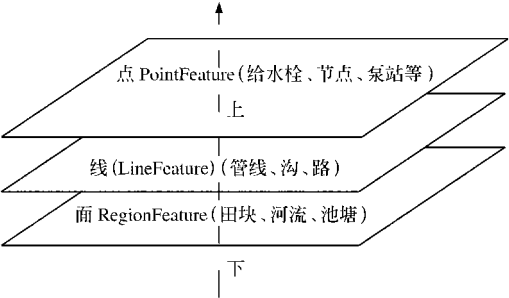 点 PointFeature(给水栓、节点、泵站等)
上
线(LineFeature)(管线、沟、路)
面 RegionFeature(田块、河流、池塘)
下